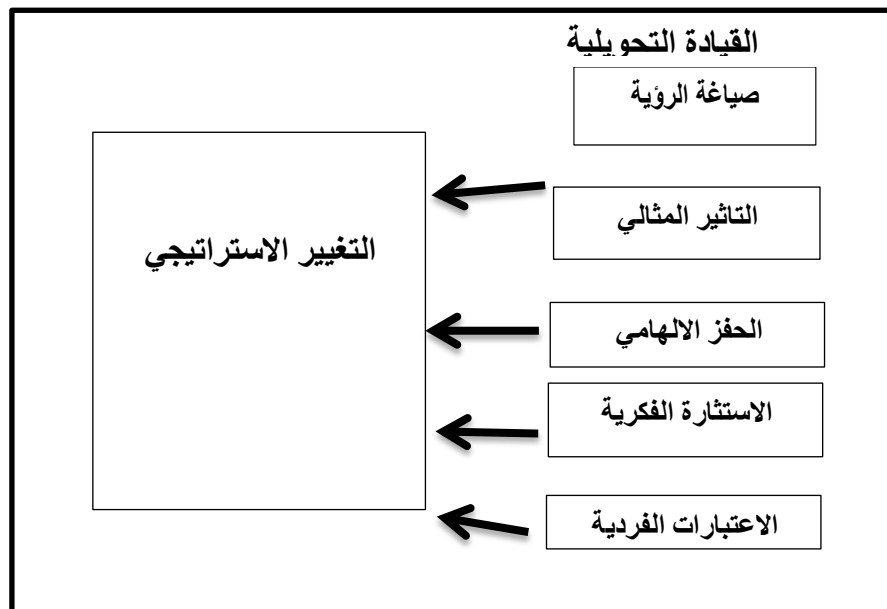 القيادة التحويلية
صياغة الرؤية
التاثير المثالي
التغيير الاستراتيجي
الحفز الالهامي
الاستثارة الفكرية
الاعتبارات الفردية